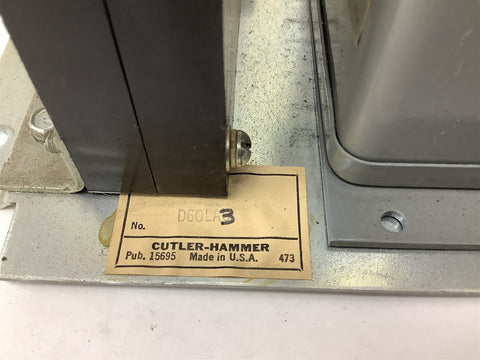 D60LA3
No.
CUTLER-HAMMER
Pub. 15695 Made in U.S.A. 473